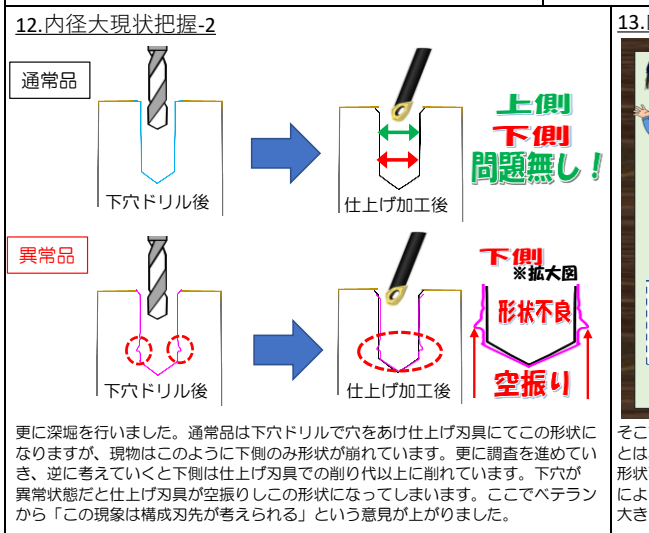 12.内径大現状把握-2
通常品
下穴ドリル後
仕上げ加工後
上側
下側
問題無し！
異常品
下穴ドリル後
仕上げ加工後
下側
※拡大図
形状不良
空振り
更に深堀を行いました。通常品は下穴ドリルで穴をあけ仕上げ刃具にてこの形状に
なりますが、現物はこのように下側のみ形状が崩れています。更に調査を進めてい
き、逆に考えていくと下側は仕上げ刃具での削り代以上に削れています。下穴が
異常状態だと仕上げ刃具が空振りしこの形状になってしまいます。ここでベテラン
から「この現象は構成刃先が考えられる」という意見が上がりました。
13.
そこ
とは
形状
によ
大き